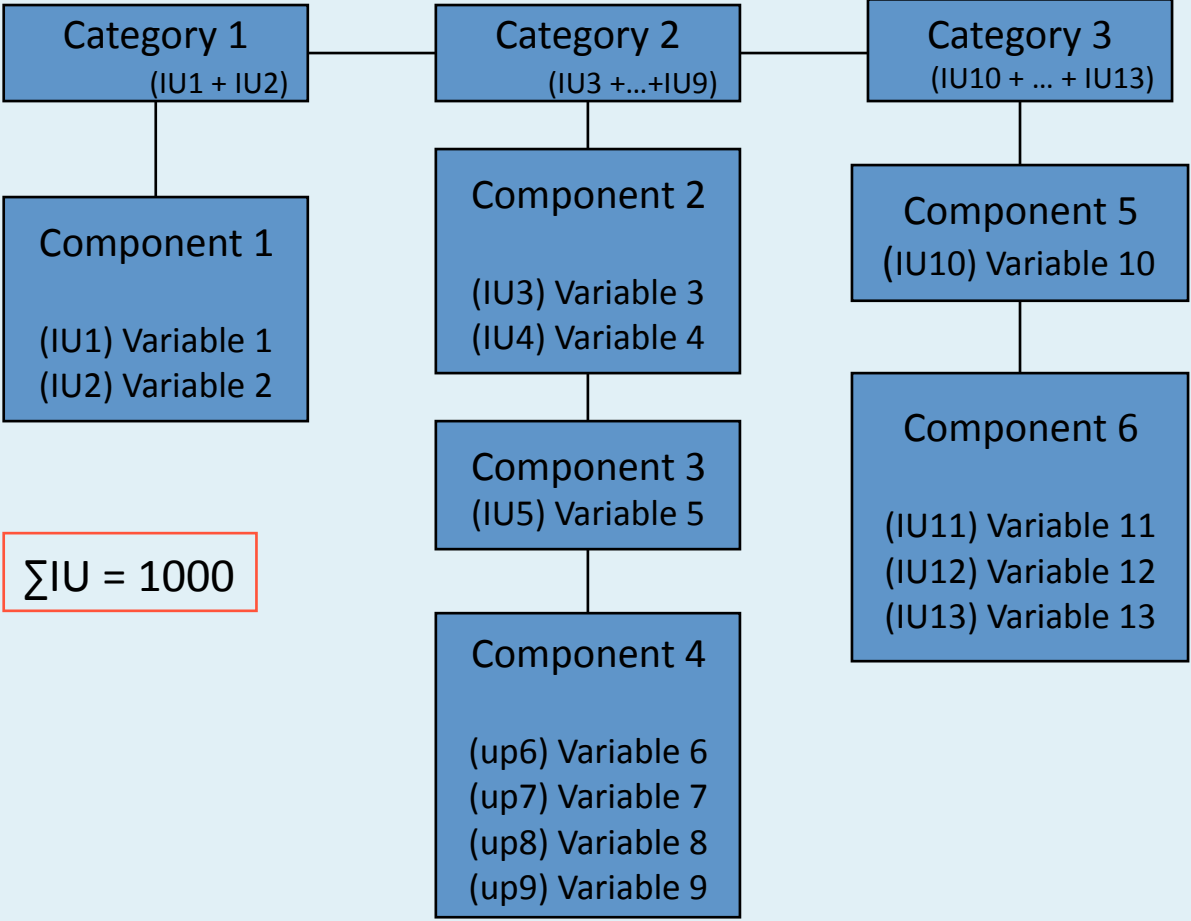 Category 1
(IU1 + IU2)
Category 2
(IU3 +...+IU9)
Category 3
(IU10 + ... + IU13)
Component 1
(IU1) Variable 1
(IU2) Variable 2
Component 2
(IU3) Variable 3
(IU4) Variable 4
Component 3
(IU5) Variable 5
Component 4
(up6) Variable 6
(up7) Variable 7
(up8) Variable 8
(up9) Variable 9
Component 5
(IU10) Variable 10
Component 6
(IU11) Variable 11
(IU12) Variable 12
(IU13) Variable 13
∑IU = 1000